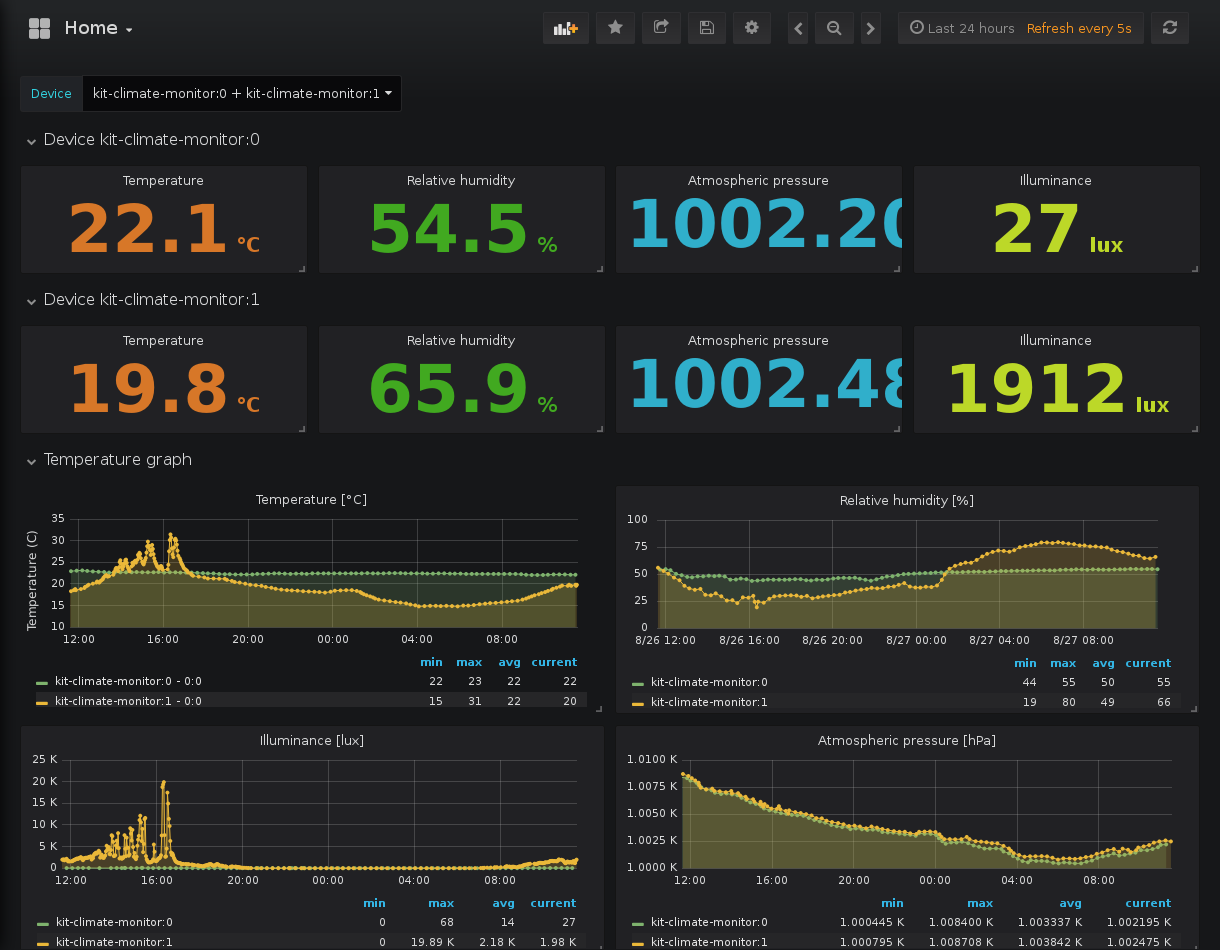 Home
Last 24 hours Refresh every 5s
Device kit-climate-monitor:0 + kit-climate-monitor:1
Device kit-climate-monitor:0
Temperature Relative humidity Atmospheric pressure Illuminance
22.1 °C 54.5 % 1002.20 27 lux
Device kit-climate-monitor:1
Temperature Relative humidity Atmospheric pressure Illuminance
19.8 °C 65.9 % 1002.48 1912 lux
Temperature graph
Temperature [°C]
Temperature (C)
35
30
25
20
15
10
12:00 16:00 20:00 00:00 04:00 08:00
min max avg current
kit-climate-monitor:0 - 0:0 22 23 22 22
kit-climate-monitor:1 - 0:0 15 31 22 20
Relative humidity [%]
100
75
50
25
0
8/26 12:00 8/26 16:00 8/26 20:00 8/27 00:00 8/27 04:00 8/27 08:00
min max avg current
kit-climate-monitor:0 44 55 50 55
kit-climate-monitor:1 19 80 49 66
Illuminance [lux]
25 K
20 K
15 K
10 K
5 K
0
12:00 16:00 20:00 00:00 04:00 08:00
min max avg current
kit-climate-monitor:0 0 68 14 27
kit-climate-monitor:1 0 19.89 K 2.18 K 1.98 K
Atmospheric pressure [hPa]
1.0100 K
1.0075 K
1.0050 K
1.0025 K
1.0000 K
12:00 16:00 20:00 00:00 04:00 08:00
min max avg current
kit-climate-monitor:0 1.000445 K 1.008400 K 1.003337 K 1.002195 K
kit-climate-monitor:1 1.000795 K 1.008708 K 1.003842 K 1.002475 K